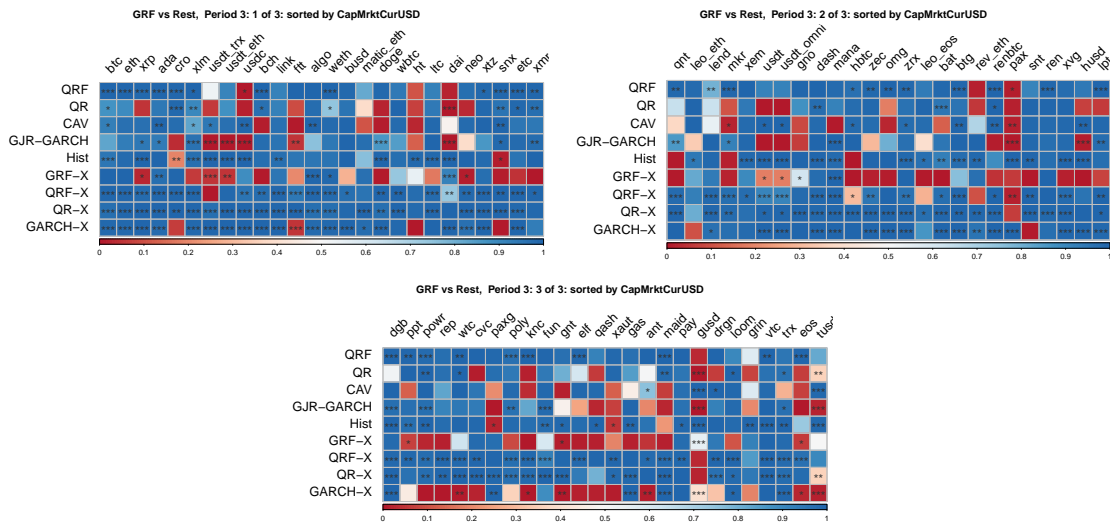 GRF vs Rest, Period 3: 1 of 3: sorted by CapMrktCurUSD
btc eth xrp ada cro xlm usdt_trx usdt_eth usdc bch link ftt algo weth busd matic_eth doge wbtc ht ltc dai neo xtz snx etc xmr
QRF
QR
CAV
GJR−GARCH
Hist
GRF−X
QRF−X
QR−X
GARCH−X
0 0.1 0.2 0.3 0.4 0.5 0.6 0.7 0.8 0.9 1
GRF vs Rest, Period 3: 2 of 3: sorted by CapMrktCurUSD
qnt leo_eth lend mkr xem usdt usdt_omni gno dash mana hbtc zec omg zrx leo_eos bat btg rev_eth renbtc pax snt ren xvg husd lpt
QRF
QR
CAV
GJR−GARCH
Hist
GRF−X
QRF−X
QR−X
GARCH−X
0 0.1 0.2 0.3 0.4 0.5 0.6 0.7 0.8 0.9 1
GRF vs Rest, Period 3: 3 of 3: sorted by CapMrktCurUSD
dgb ppt powr rep wtc cvc paxg poly knc fun gnt elf qash xaut gas ant maid pay gusd drgn loom grin vtc trx eos tusd
QRF
QR
CAV
GJR−GARCH
Hist
GRF−X
QRF−X
QR−X
GARCH−X
0 0.1 0.2 0.3 0.4 0.5 0.6 0.7 0.8 0.9 1